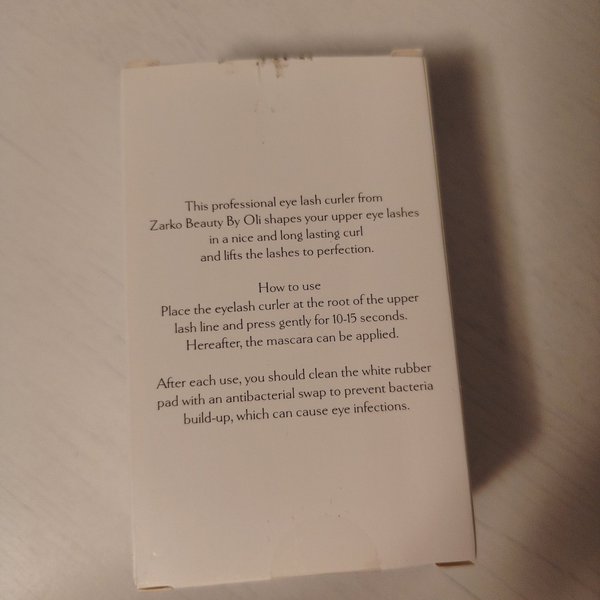 This professional eye lash curler from
Zarko Beauty By Oli shapes your upper eye lashes
in a nice and long lasting curl
and lifts the lashes to perfection.
How to use
Place the eyelash curler at the root of the upper
lash line and press gently for 10-15 seconds.
Hereafter, the mascara can be applied.
After each use, you should clean the white rubber
pad with an antibacterial swap to prevent bacteria
build-up, which can cause eye infections.